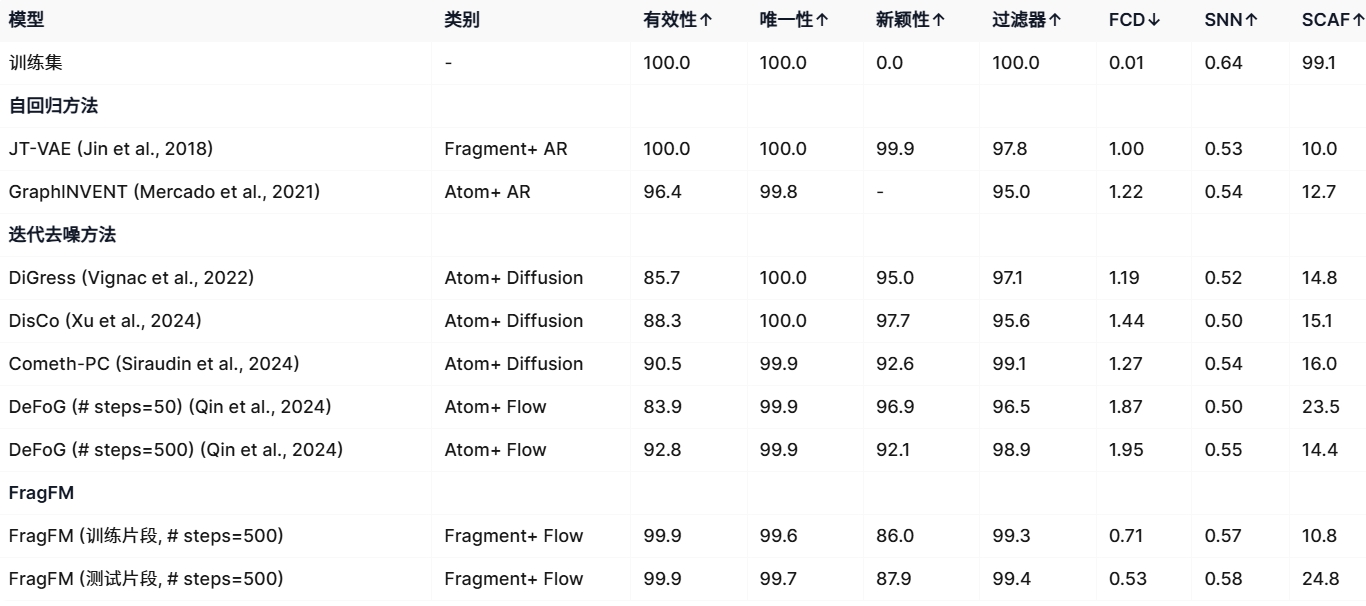 模型 类别 有效性↑ 唯一性↑ 新颖性↑ 过滤器↑ FCD↓ SNN↑ SCAF↑
训练集 - 100.0 100.0 0.0 100.0 0.01 0.64 99.1
自回归方法
JT-VAE (Jin et al., 2018) Fragment+ AR 100.0 100.0 99.9 97.8 1.00 0.53 10.0
GraphINVENT (Mercado et al., 2021) Atom+ AR 96.4 99.8 - 95.0 1.22 0.54 12.7
迭代去噪方法
DiGress (Vignac et al., 2022) Atom+ Diffusion 85.7 100.0 95.0 97.1 1.19 0.52 14.8
DisCo (Xu et al., 2024) Atom+ Diffusion 88.3 100.0 97.7 95.6 1.44 0.50 15.1
Cometh-PC (Siraudin et al., 2024) Atom+ Diffusion 90.5 99.9 92.6 99.1 1.27 0.54 16.0
DeFoG (# steps=50) (Qin et al., 2024) Atom+ Flow 83.9 99.9 96.9 96.5 1.87 0.50 23.5
DeFoG (# steps=500) (Qin et al., 2024) Atom+ Flow 92.8 99.9 92.1 98.9 1.95 0.55 14.4
FragFM
FragFM (训练片段, # steps=500) Fragment+ Flow 99.9 99.6 86.0 99.3 0.71 0.57 10.8
FragFM (测试片段, # steps=500) Fragment+ Flow 99.9 99.7 87.9 99.4 0.53 0.58 24.8